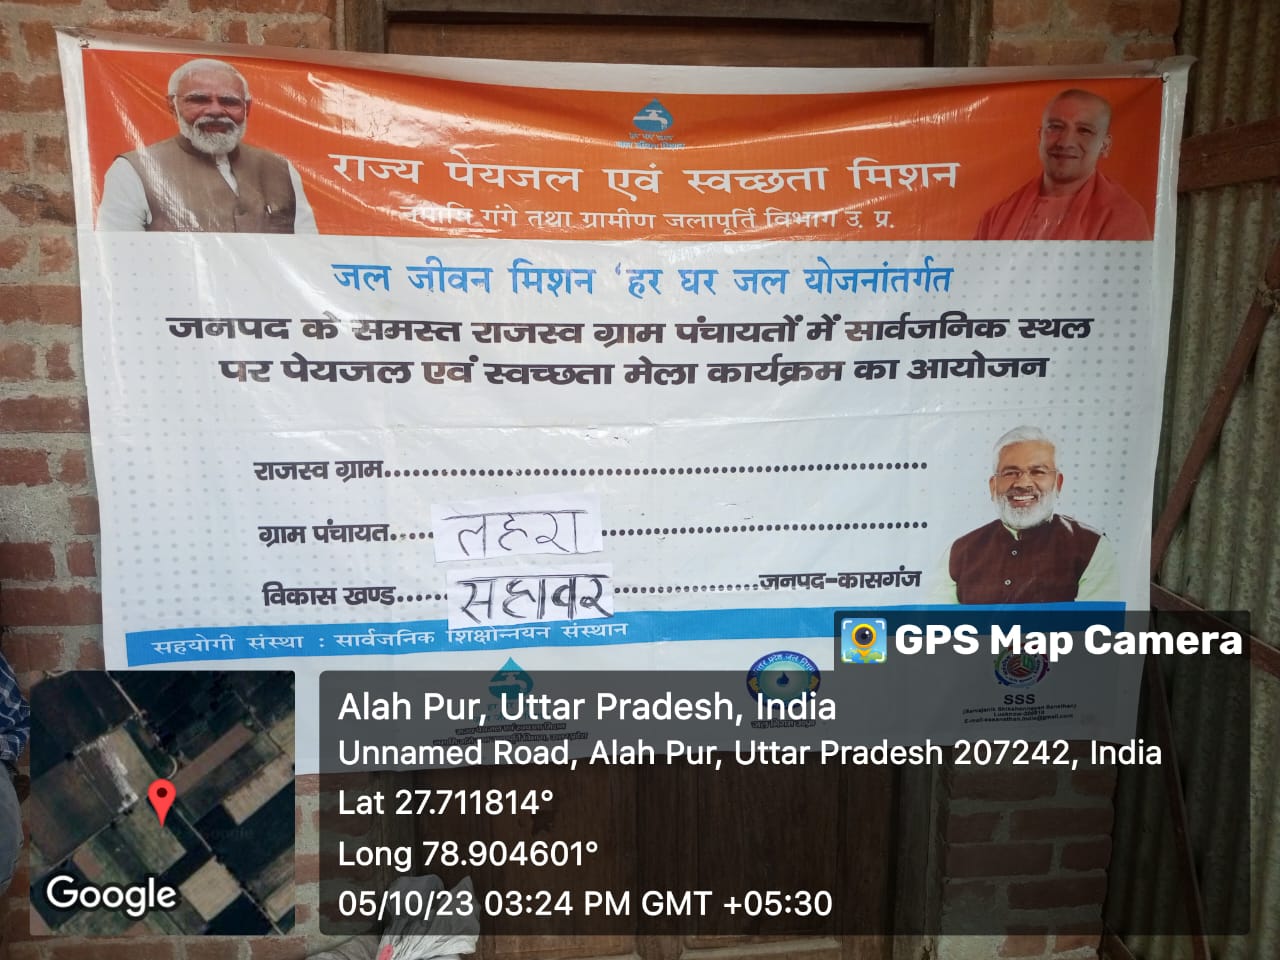 राज्य पेयजल एवं स्वच्छता मिशन
नमामि गंगे तथा ग्रामीण जलापूर्ति विभाग उ. प्र.
जल जीवन मिशन ‘हर घर जल योजनांतर्गत
जनपद के समस्त राजस्व ग्राम पंचायतों में सार्वजनिक स्थल
पर पेयजल एवं स्वच्छता मेला कार्यक्रम का आयोजन
राजस्व ग्राम
ग्राम पंचायत..... लहरा
विकास खण्ड...... सहावर ...............जनपद-कासगंज
सहयोगी संस्था : सार्वजनिक शिक्षोन्नयन संस्थान
GPS Map Camera
SSS
Alah Pur, Uttar Pradesh, India
Unnamed Road, Alah Pur, Uttar Pradesh 207242, India
Lat 27.711814°
Long 78.904601°
05/10/23 03:24 PM GMT +05:30
Google